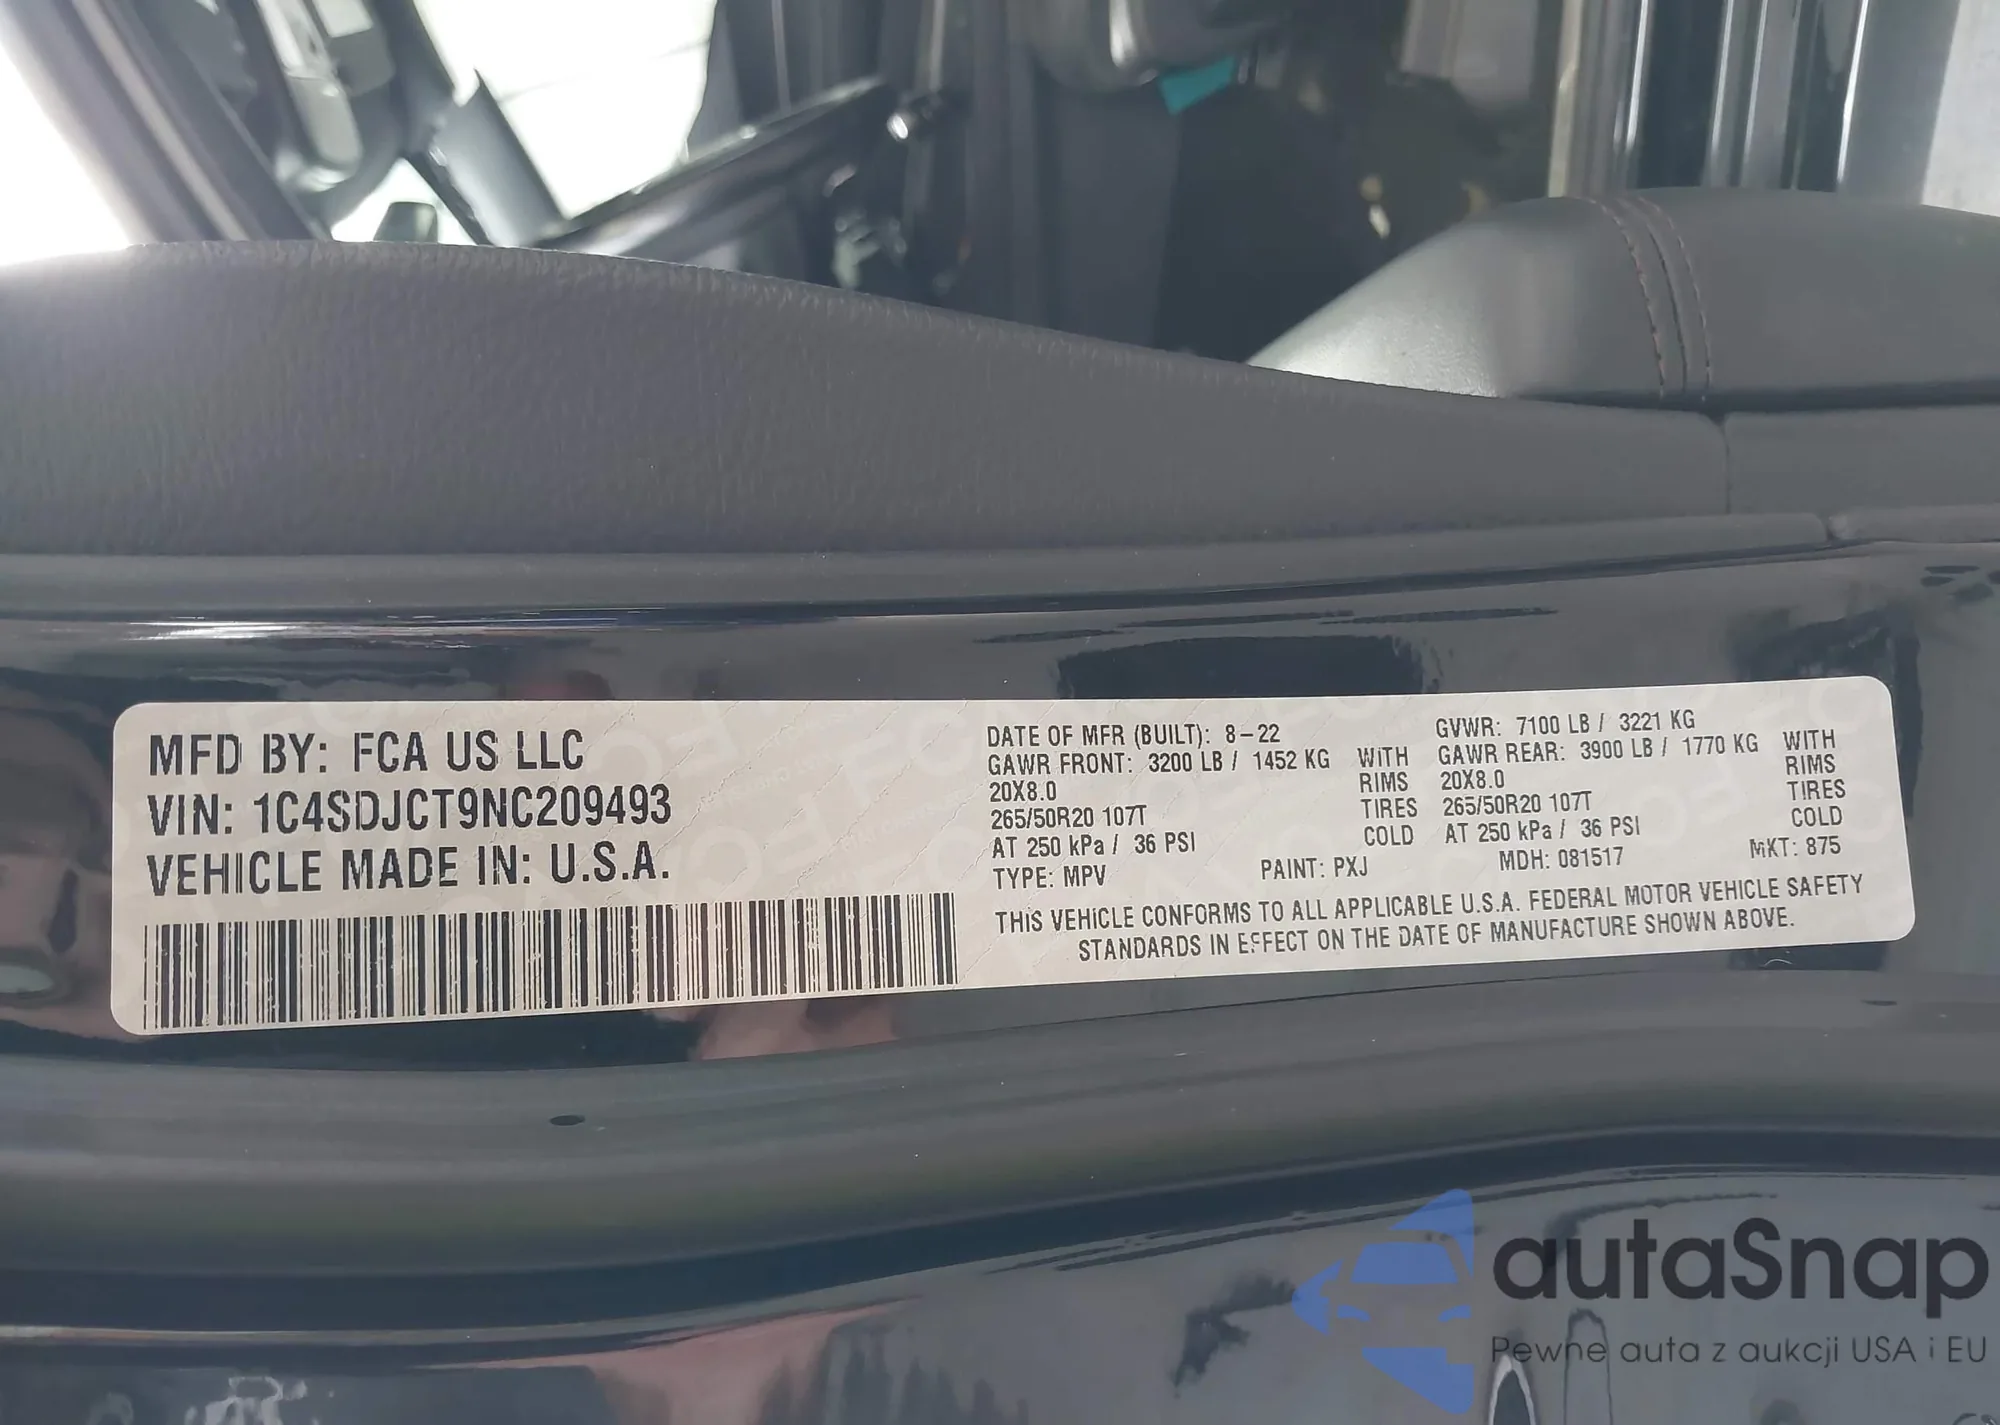 MFD BY: FCA US LLC
VIN: 1C4SDJCT9NC209493
VEHICLE MADE IN: U.S.A.
DATE OF MFR (BUILT): 8-22
GAWR FRONT: 3200 LB / 1452 KG WITH
20X8.0 RIMS
265/50R20 107T TIRES
AT 250 kPa / 36 PSI COLD
TYPE: MPV PAINT: PXJ
GVWR: 7100 LB / 3221 KG
GAWR REAR: 3900 LB / 1770 KG WITH
20X8.0 RIMS
265/50R20 107T TIRES
AT 250 kPa / 36 PSI COLD
MDH: 081517 MKT: 875
THIS VEHICLE CONFORMS TO ALL APPLICABLE U.S.A. FEDERAL MOTOR VEHICLE SAFETY
STANDARDS IN EFFECT ON THE DATE OF MANUFACTURE SHOWN ABOVE.
autaSnap
Pewne auta z aukcji USA i EU